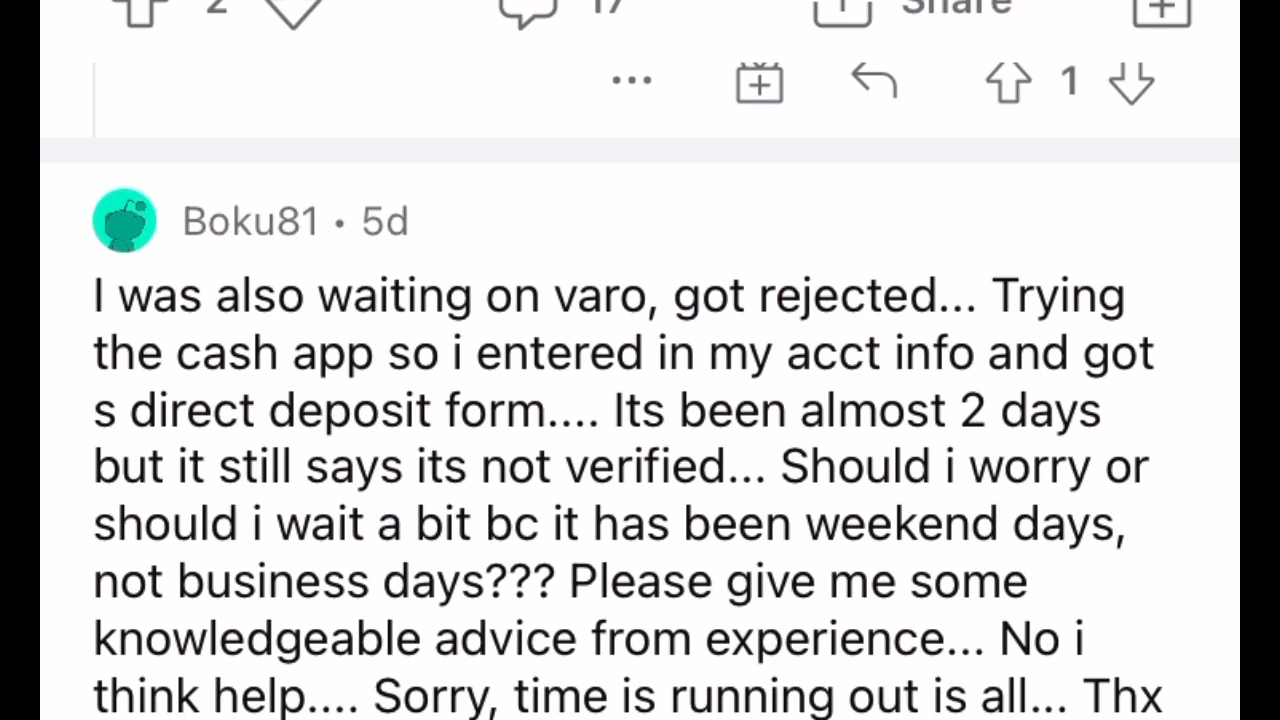 2 17 Share
1
Boku81 • 5d
I was also waiting on varo, got rejected... Trying
the cash app so i entered in my acct info and got
s direct deposit form.... Its been almost 2 days
but it still says its not verified... Should i worry or
should i wait a bit bc it has been weekend days,
not business days??? Please give me some
knowledgeable advice from experience... No i
think help.... Sorry, time is running out is all... Thx